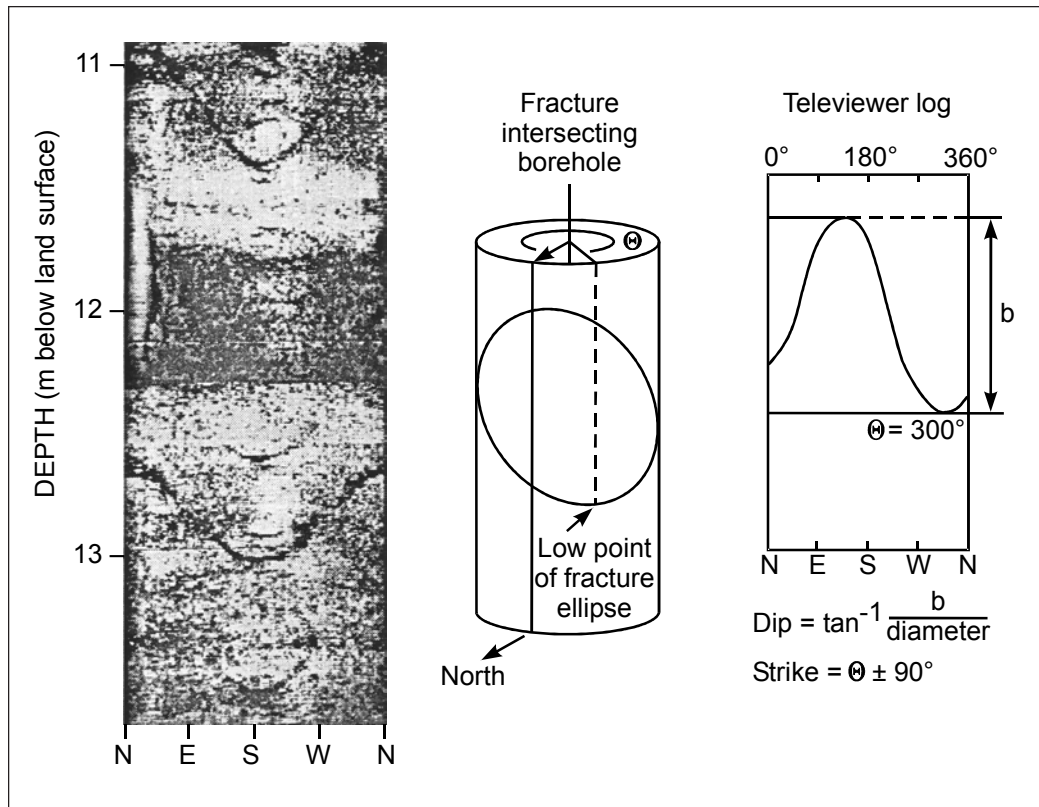 DEPTH (m below land surface)
11
12
13
N E S W N
Fracture
intersecting
borehole
Θ
Low point
of fracture
ellipse
North
Televiewer log
0° 180° 360°
b
Θ = 300°
N E S W N
Dip = tan⁻¹ b/diameter
Strike = Θ ± 90°